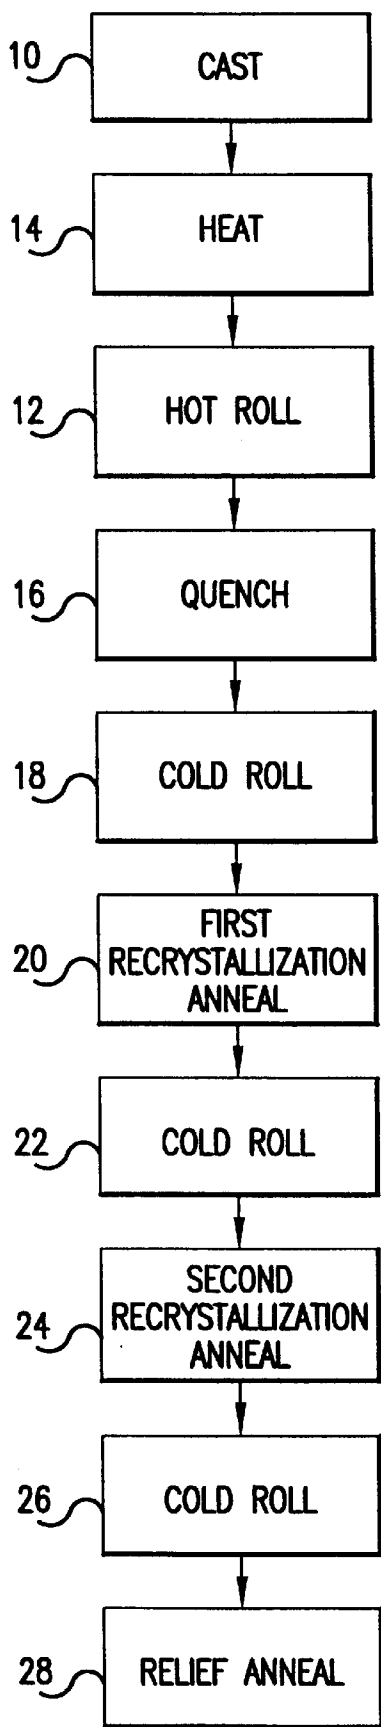 10
CAST
14
HEAT
12
HOT ROLL
16
QUENCH
18
COLD ROLL
20
FIRST
RECRYSTALLIZATION
ANNEAL
22
COLD ROLL
24
SECOND
RECRYSTALLIZATION
ANNEAL
26
COLD ROLL
28
RELIEF ANNEAL